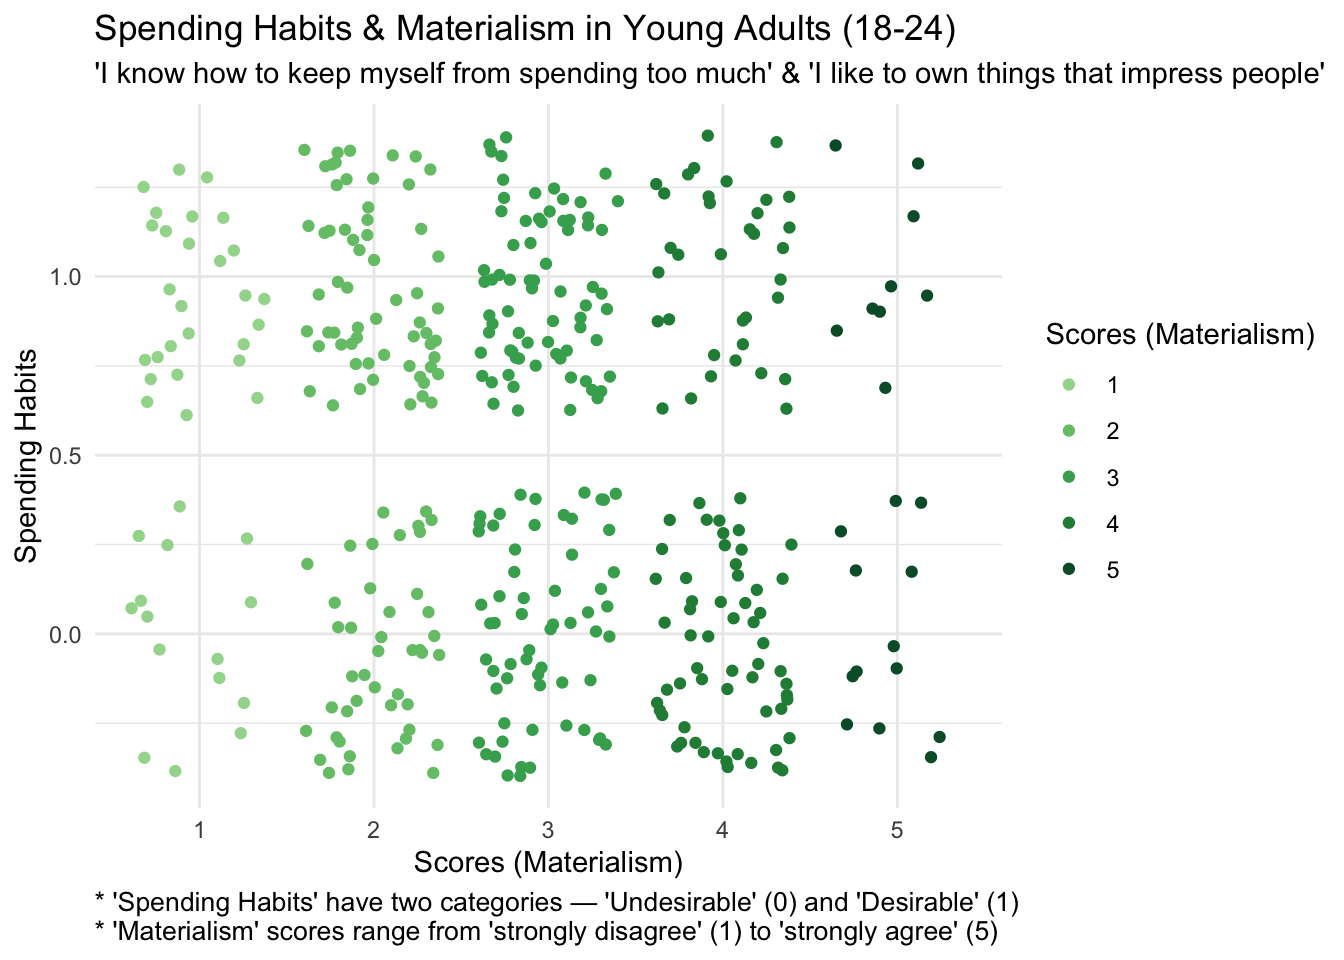 Spending Habits & Materialism in Young Adults (18-24)
'I know how to keep myself from spending too much' & 'I like to own things that impress people'
Spending Habits
1.0
0.5
0.0
1 2 3 4 5
Scores (Materialism)
Scores (Materialism)
1
2
3
4
5
* 'Spending Habits' have two categories — 'Undesirable' (0) and 'Desirable' (1)
* 'Materialism' scores range from 'strongly disagree' (1) to 'strongly agree' (5)